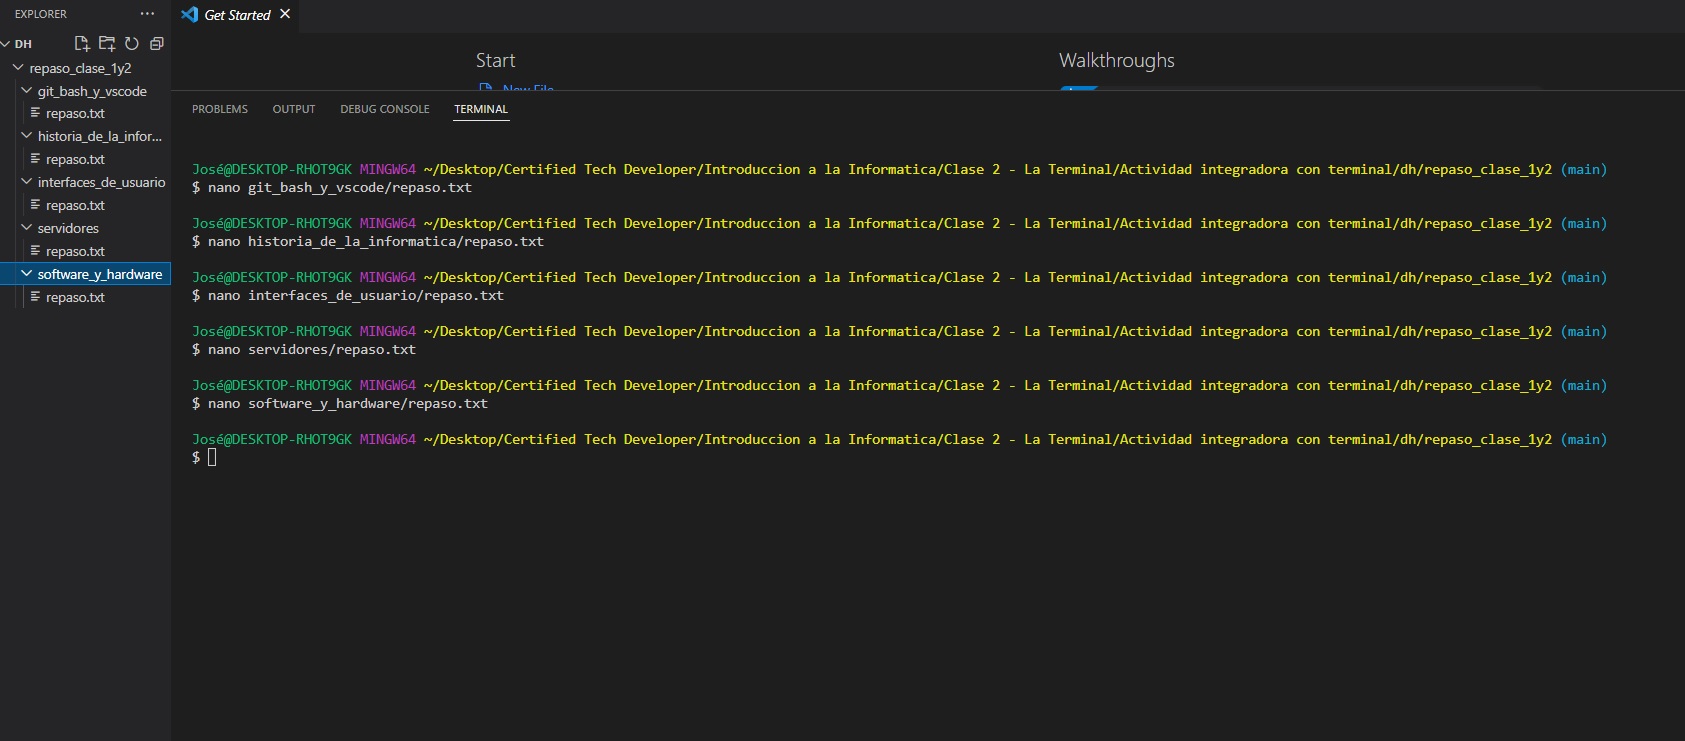 EXPLORER
DH
repaso_clase_1y2
git_bash_y_vscode
repaso.txt
historia_de_la_infor...
repaso.txt
interfaces_de_usuario
repaso.txt
servidores
repaso.txt
software_y_hardware
repaso.txt
Get Started
Start
Walkthroughs
New File
PROBLEMS OUTPUT DEBUG CONSOLE TERMINAL
José@DESKTOP-RHOT9GK MINGW64 ~/Desktop/Certified Tech Developer/Introduccion a la Informatica/Clase 2 - La Terminal/Actividad integradora con terminal/dh/repaso_clase_1y2 (main)
$ nano git_bash_y_vscode/repaso.txt
José@DESKTOP-RHOT9GK MINGW64 ~/Desktop/Certified Tech Developer/Introduccion a la Informatica/Clase 2 - La Terminal/Actividad integradora con terminal/dh/repaso_clase_1y2 (main)
$ nano historia_de_la_informatica/repaso.txt
José@DESKTOP-RHOT9GK MINGW64 ~/Desktop/Certified Tech Developer/Introduccion a la Informatica/Clase 2 - La Terminal/Actividad integradora con terminal/dh/repaso_clase_1y2 (main)
$ nano interfaces_de_usuario/repaso.txt
José@DESKTOP-RHOT9GK MINGW64 ~/Desktop/Certified Tech Developer/Introduccion a la Informatica/Clase 2 - La Terminal/Actividad integradora con terminal/dh/repaso_clase_1y2 (main)
$ nano servidores/repaso.txt
José@DESKTOP-RHOT9GK MINGW64 ~/Desktop/Certified Tech Developer/Introduccion a la Informatica/Clase 2 - La Terminal/Actividad integradora con terminal/dh/repaso_clase_1y2 (main)
$ nano software_y_hardware/repaso.txt
José@DESKTOP-RHOT9GK MINGW64 ~/Desktop/Certified Tech Developer/Introduccion a la Informatica/Clase 2 - La Terminal/Actividad integradora con terminal/dh/repaso_clase_1y2 (main)
$